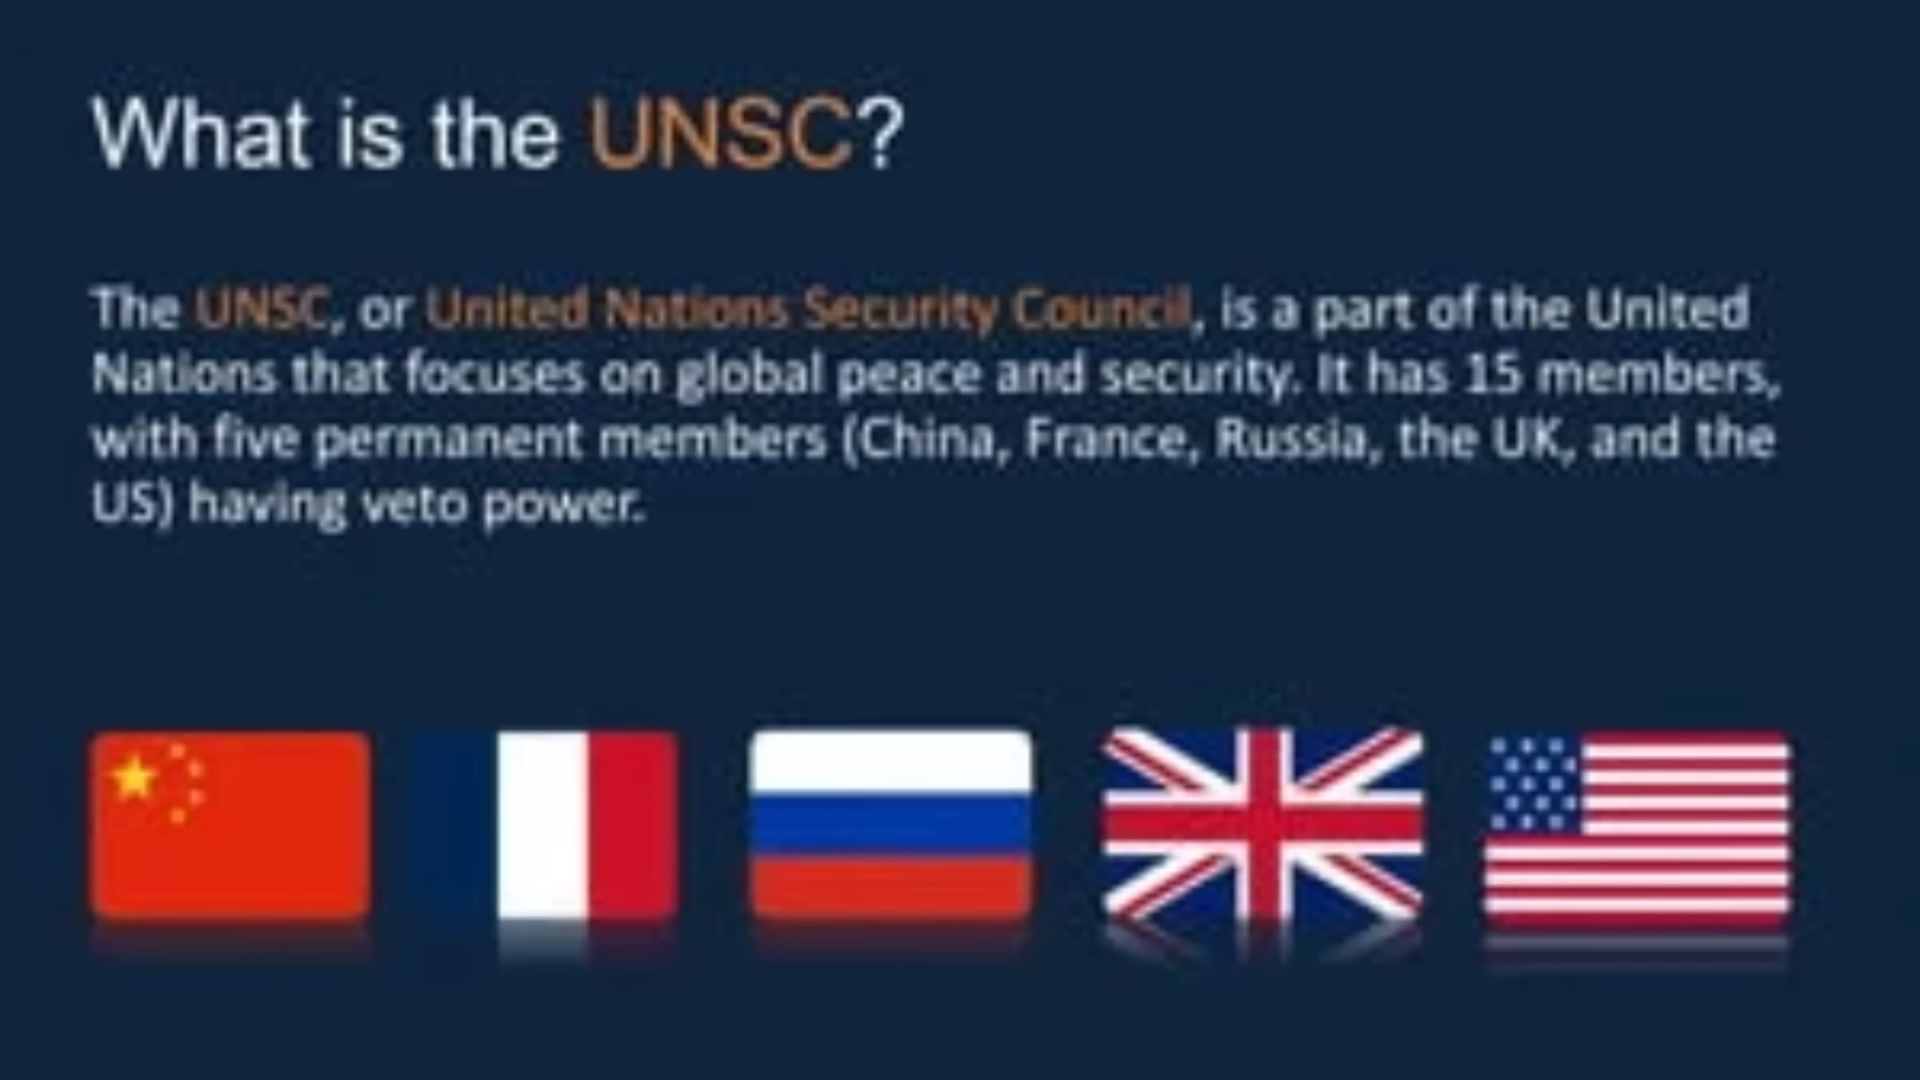 What is the UNSC?
The UNSC, or United Nations Security Council, is a part of the United
Nations that focuses on global peace and security. It has 15 members,
with five permanent members (China, France, Russia, the UK, and the
US) having veto power.